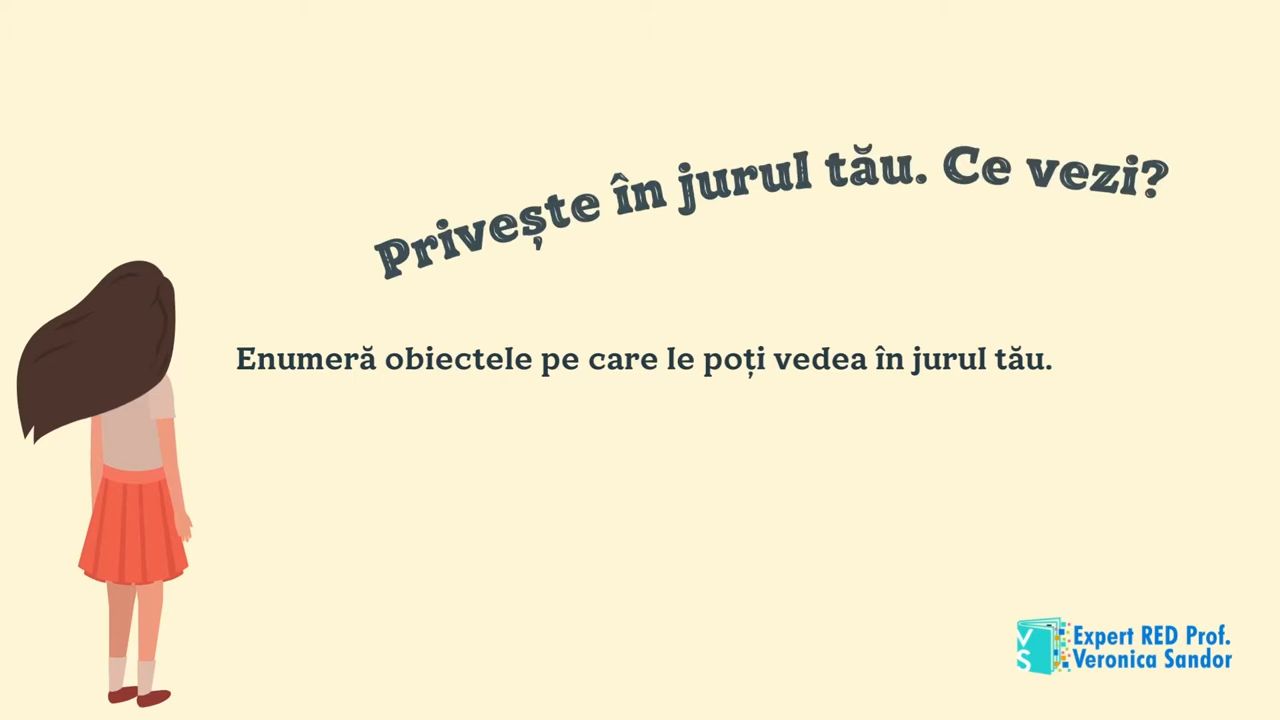 Privește în jurul tău. Ce vezi?
Enumeră obiectele pe care le poți vedea în jurul tău.
VS
Expert RED Prof.
Veronica Sandor